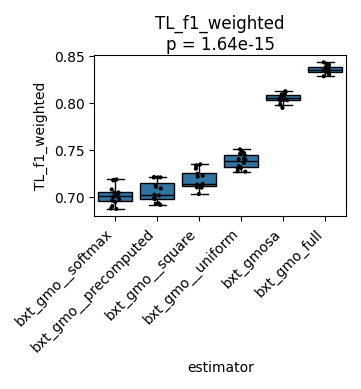 TL_f1_weighted
p = 1.64e-15
TL_f1_weighted
0.85
0.80
0.75
0.70
bxt_gmo__softmax
bxt_gmo__precomputed
bxt_gmo__square
bxt_gmo__uniform
bxt_gmosa
bxt_gmo_full
estimator